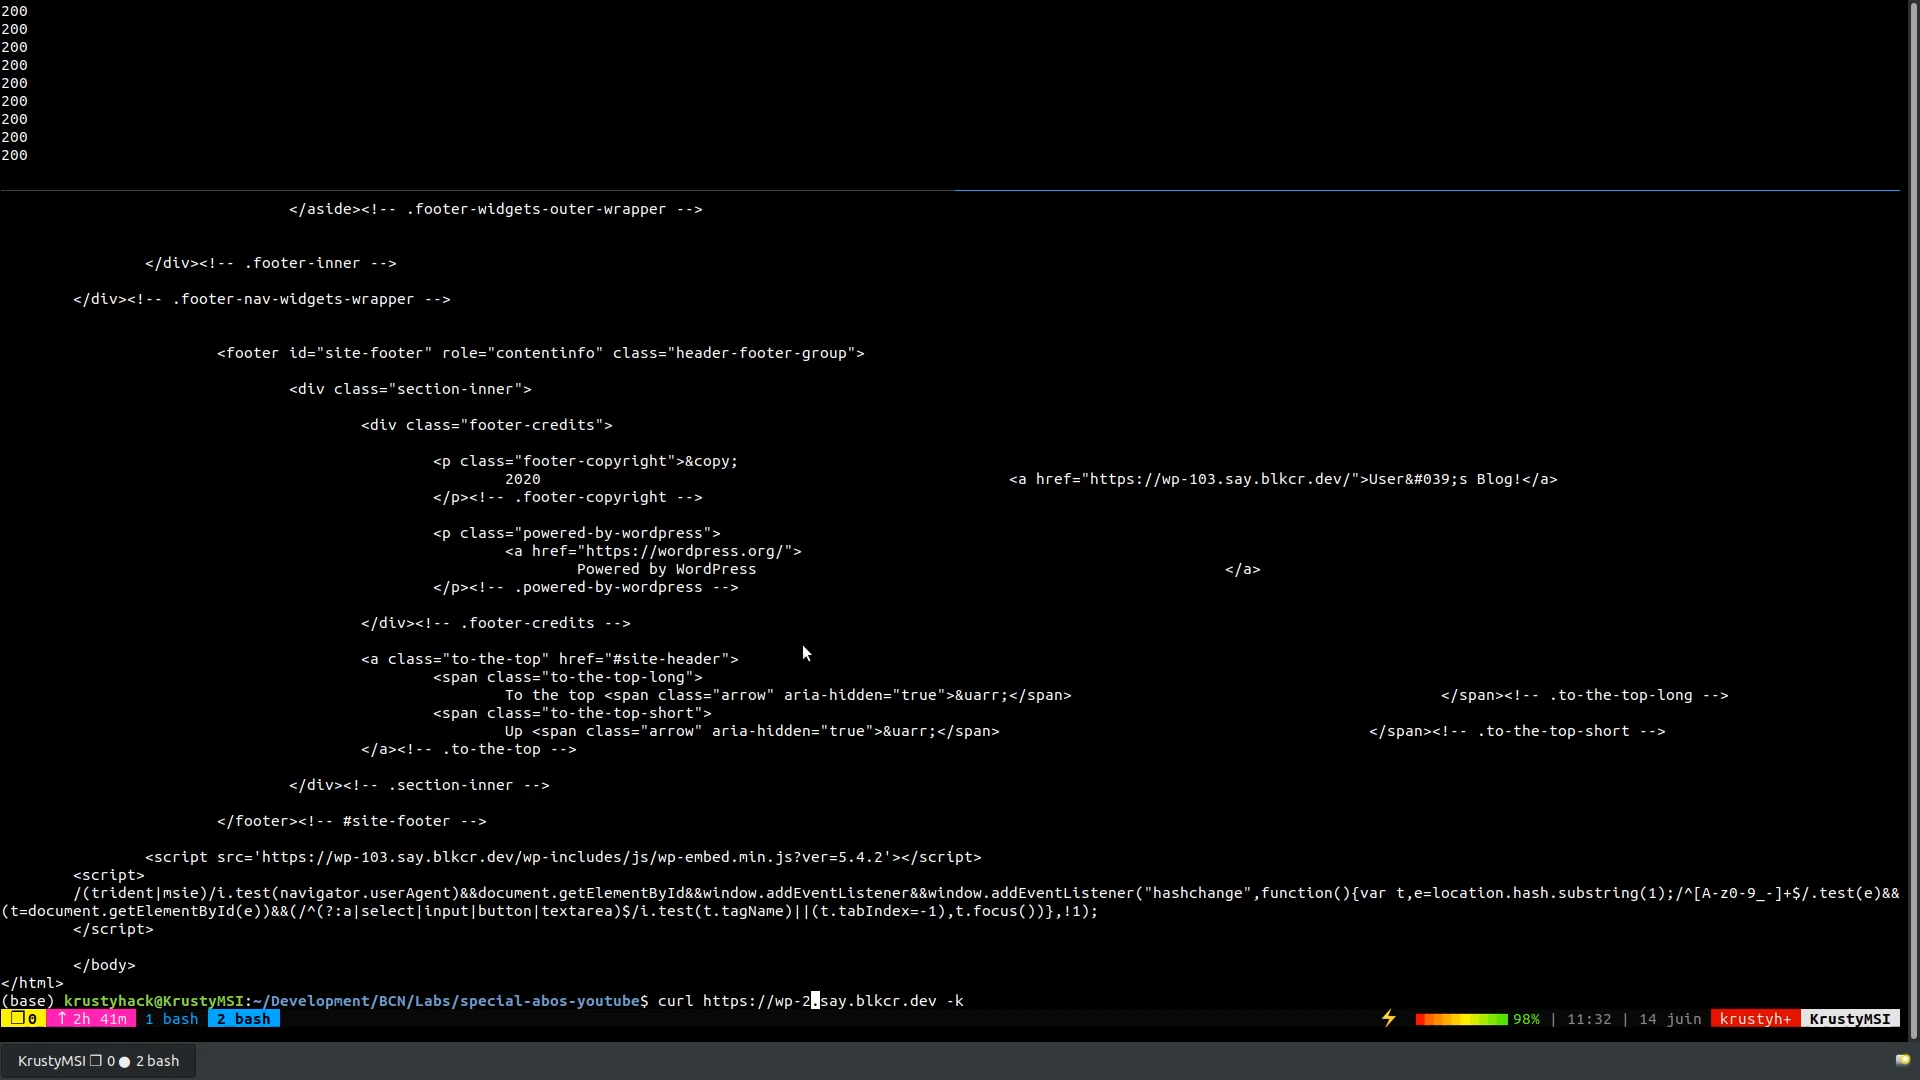 200
200
200
200
200
200
200
200
200
</aside><!-- .footer-widgets-outer-wrapper -->
</div><!-- .footer-inner -->
</div><!-- .footer-nav-widgets-wrapper -->
<footer id="site-footer" role="contentinfo" class="header-footer-group">
<div class="section-inner">
<div class="footer-credits">
<p class="footer-copyright">&copy;
2020 <a href="https://wp-103.say.blkcr.dev/">User&#039;s Blog!</a>
</p><!-- .footer-copyright -->
<p class="powered-by-wordpress">
<a href="https://wordpress.org/">
Powered by WordPress </a>
</p><!-- .powered-by-wordpress -->
</div><!-- .footer-credits -->
<a class="to-the-top" href="#site-header">
<span class="to-the-top-long">
To the top <span class="arrow" aria-hidden="true">&uarr;</span> </span><!-- .to-the-top-long -->
<span class="to-the-top-short">
Up <span class="arrow" aria-hidden="true">&uarr;</span> </span><!-- .to-the-top-short -->
</a><!-- .to-the-top -->
</div><!-- .section-inner -->
</footer><!-- #site-footer -->
<script src='https://wp-103.say.blkcr.dev/wp-includes/js/wp-embed.min.js?ver=5.4.2'></script>
<script>
/(trident|msie)/i.test(navigator.userAgent)&&document.getElementById&&window.addEventListener&&window.addEventListener("hashchange",function(){var t,e=location.hash.substring(1);/^[A-z0-9_-]+$/.test(e)&&
(t=document.getElementById(e))&&(/^(?:a|select|input|button|textarea)$/i.test(t.tagName)||(t.tabIndex=-1),t.focus())},!1);
</script>
</body>
</html>
(base) krustyhack@KrustyMSI:~/Development/BCN/Labs/special-abos-youtube$ curl https://wp-2.say.blkcr.dev -k
❐ 0 ↑ 2h 41m 1 bash 2 bash ⚡ 98% | 11:32 | 14 juin krustyh+ KrustyMSI
KrustyMSI ❐ 0 ● 2 bash